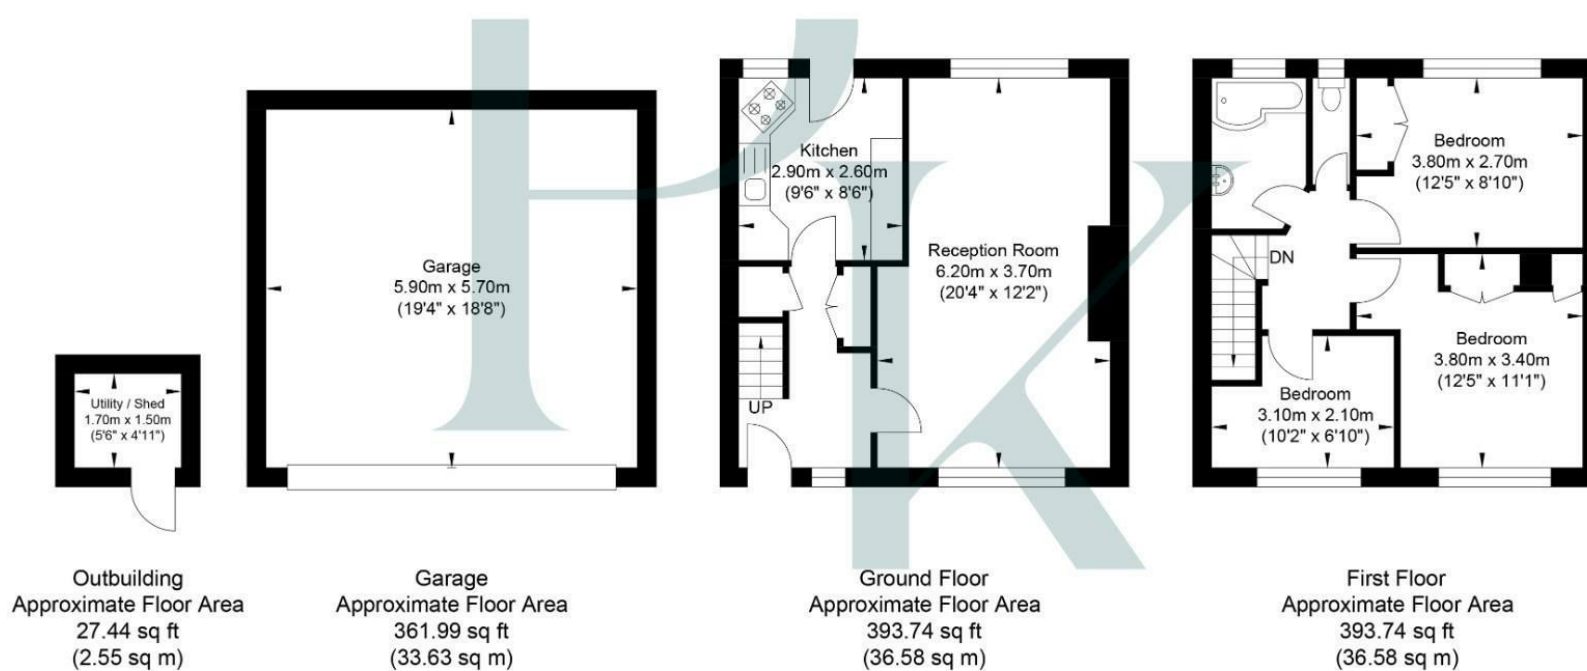 Utility / Shed
1.70m x 1.50m
(5'6" x 4'11")
Outbuilding
Approximate Floor Area
27.44 sq ft
(2.55 sq m)
Garage
5.90m x 5.70m
(19'4" x 18'8")
Garage
Approximate Floor Area
361.99 sq ft
(33.63 sq m)
Kitchen
2.90m x 2.60m
(9'6" x 8'6")
Reception Room
6.20m x 3.70m
(20'4" x 12'2")
UP
Ground Floor
Approximate Floor Area
393.74 sq ft
(36.58 sq m)
Bedroom
3.80m x 2.70m
(12'5" x 8'10")
DN
Bedroom
3.80m x 3.40m
(12'5" x 11'1")
Bedroom
3.10m x 2.10m
(10'2" x 6'10")
First Floor
Approximate Floor Area
393.74 sq ft
(36.58 sq m)